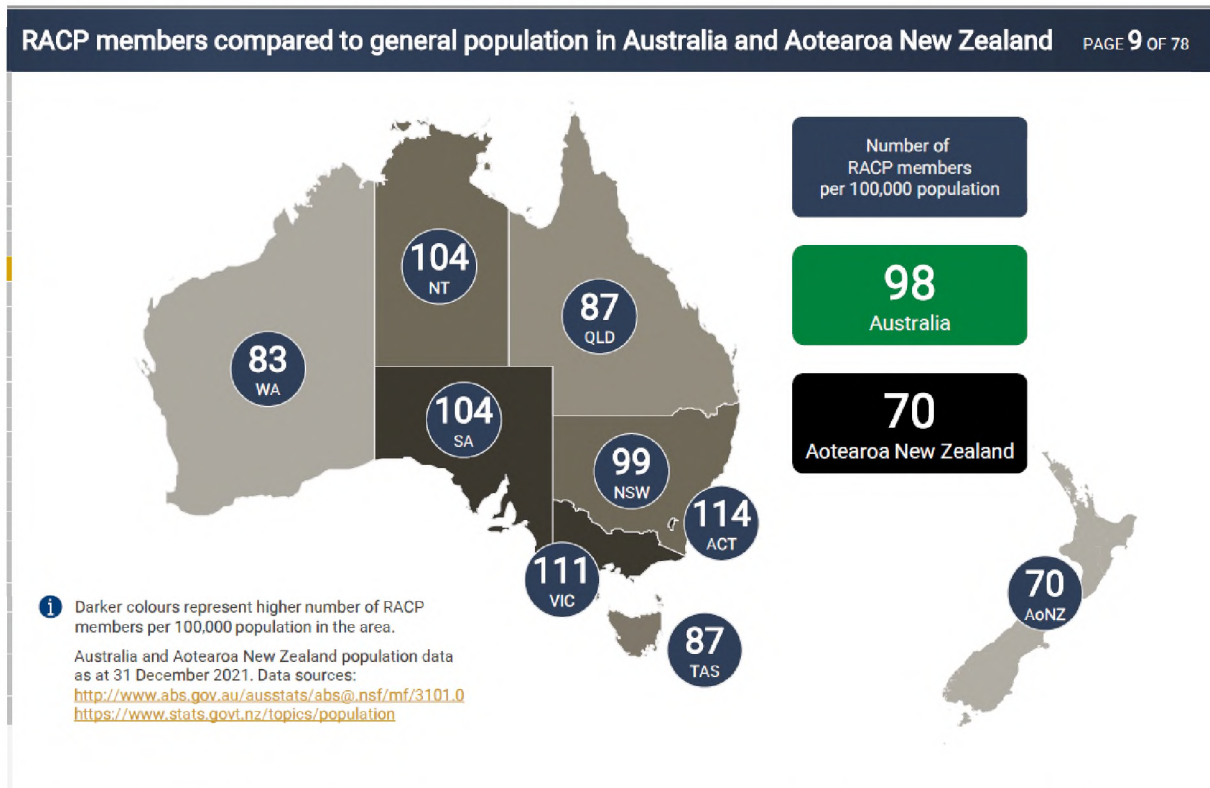 RACP members compared to general population in Australia and Aotearoa New Zealand PAGE 9 OF 78
Number of
RACP members
per 100,000 population
98
Australia
70
Aotearoa New Zealand
104
NT
87
QLD
83
WA
104
SA
99
NSW
114
ACT
111
VIC
87
TAS
70
AoNZ
i Darker colours represent higher number of RACP
members per 100,000 population in the area.
Australia and Aotearoa New Zealand population data
as at 31 December 2021. Data sources:
http://www.abs.gov.au/ausstats/abs@.nsf/mf/3101.0
https://www.stats.govt.nz/topics/population